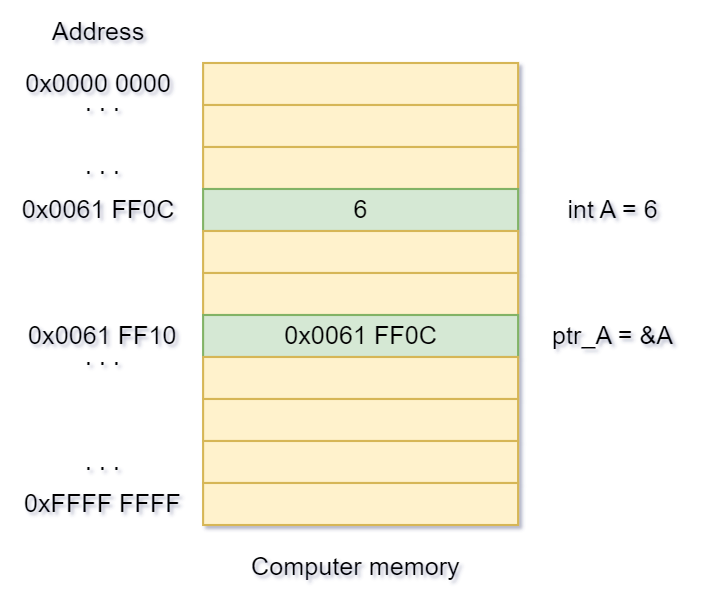 Address
0x0000 0000
. . .
. . .
0x0061 FF0C 6 int A = 6
0x0061 FF10 0x0061 FF0C ptr_A = &A
. . .
. . .
0xFFFF FFFF
Computer memory